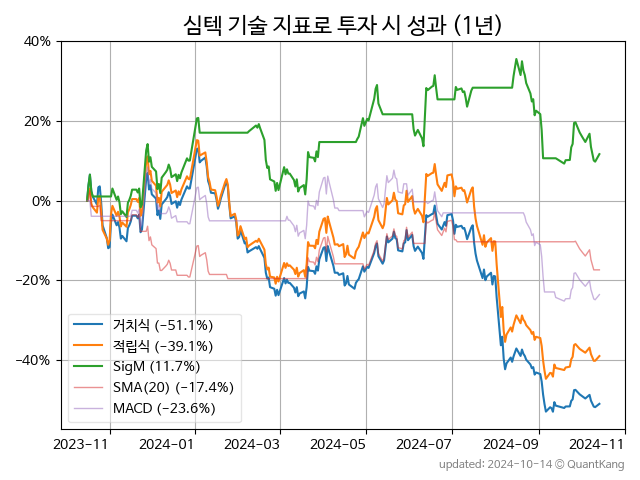 심텍 기술 지표로 투자 시 성과 (1년)
40%
20%
0%
−20%
−40%
거치식 (−51.1%)
적립식 (−39.1%)
SigM (11.7%)
SMA(20) (−17.4%)
MACD (−23.6%)
2023−11 2024−01 2024−03 2024−05 2024−07 2024−09 2024−11
updated: 2024-10-14 © QuantKang